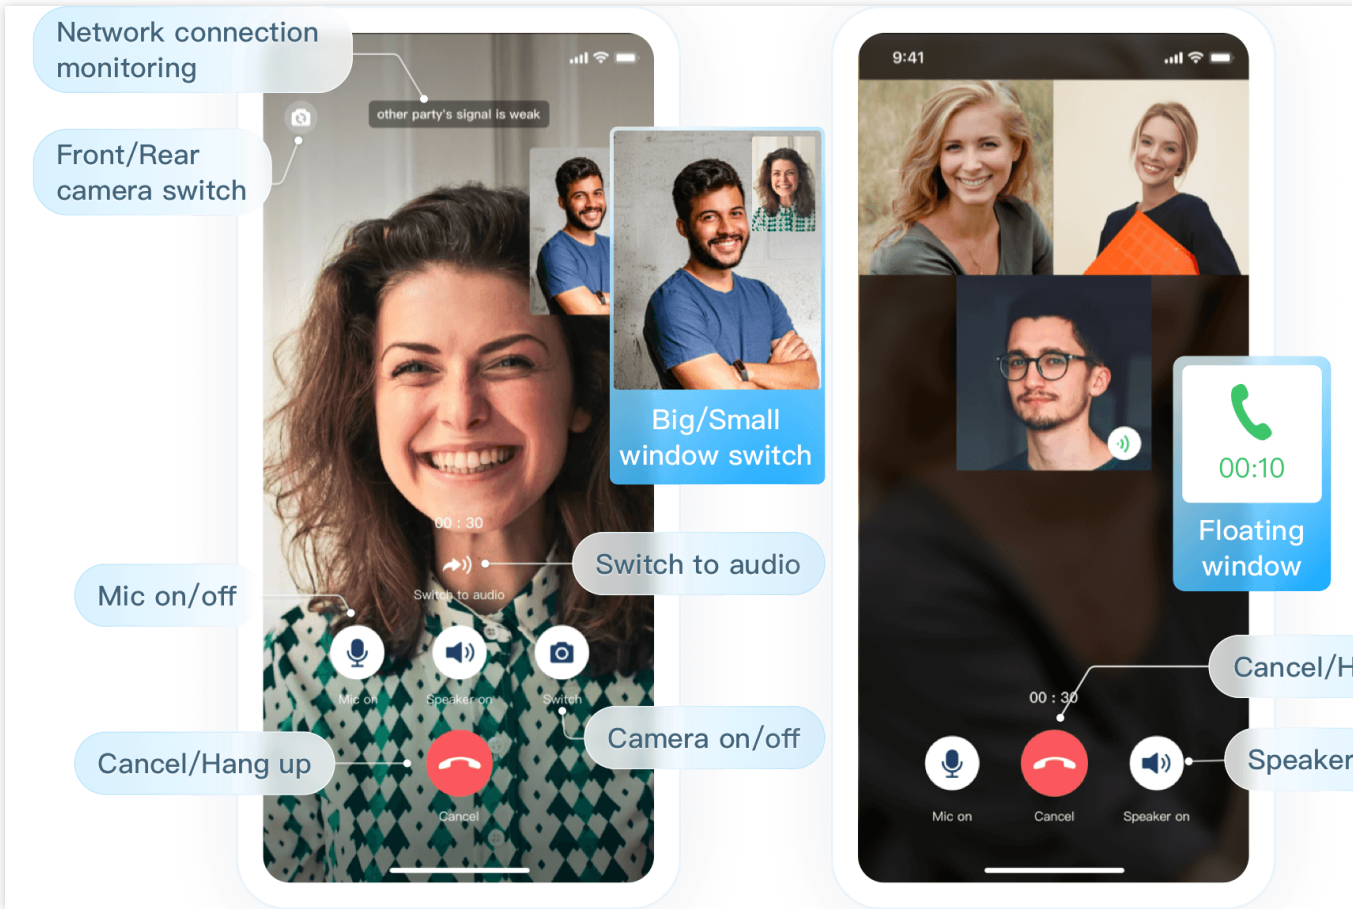 Network connection
monitoring
other party's signal is weak
Front/Rear
camera switch
Big/Small
window switch
00 : 30
Switch to audio
Switch to audio
Mic on/off
Mic on
Speaker on
Switch
Camera on/off
Cancel/Hang up
Cancel
9:41
00:10
Floating
window
Cancel/H
00 : 30
Speaker
Mic on
Cancel
Speaker on